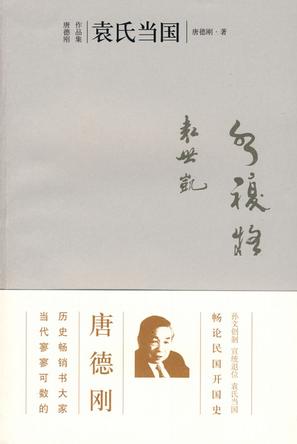 唐德刚
作品集
袁氏当国
唐德刚·著
袁世凱
当代寥寥可数的
历史畅销书大家
唐德刚
畅论民国开国史
孙文创制 宣统退位 袁氏当国